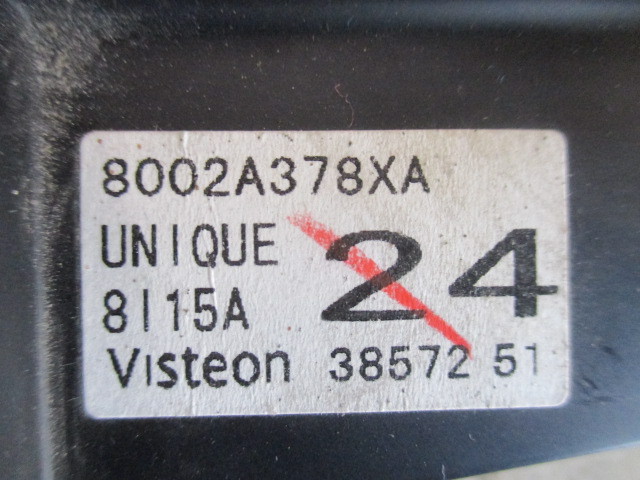 8002A378XA
UNIQUE 24
8I15A
Visteon 38572 51